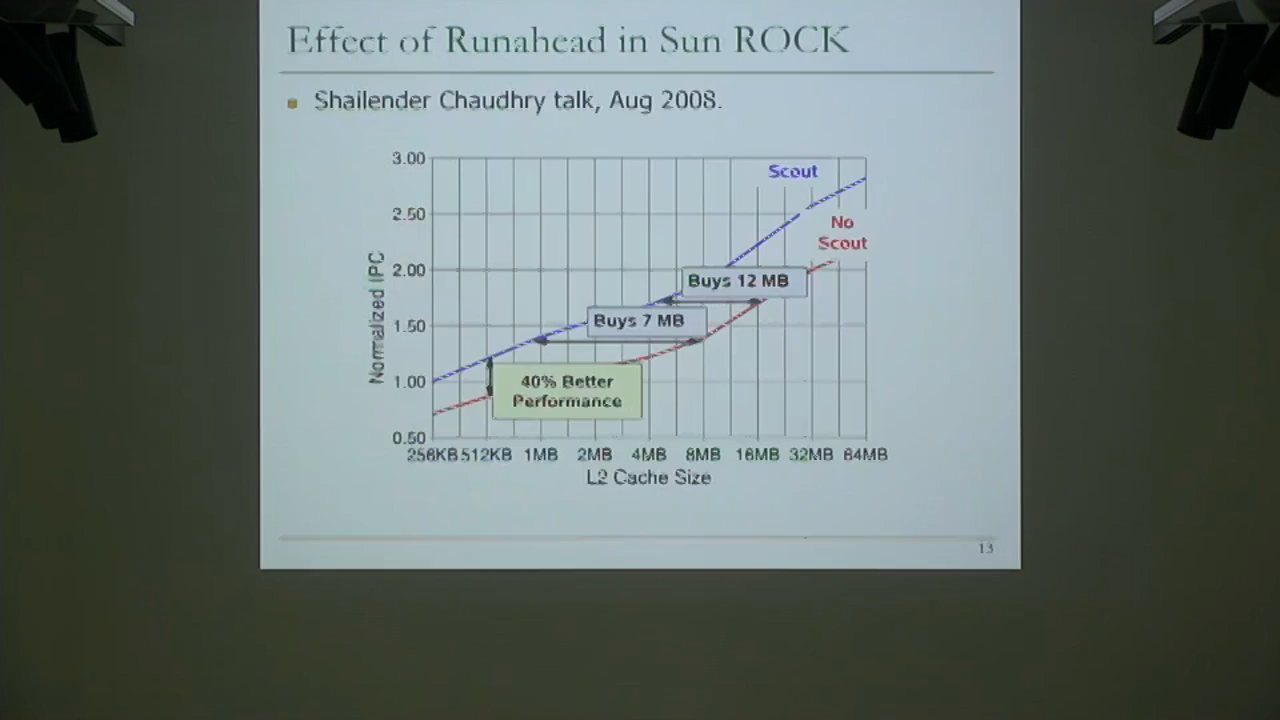 Effect of Runahead in Sun ROCK
Shailender Chaudhry talk, Aug 2008.
3.00
Scout
2.50
No
Scout
2.00
Buys 12 MB
Normalized IPC
1.50
Buys 7 MB
1.00
40% Better
Performance
0.50
256KB 512KB 1MB 2MB 4MB 8MB 16MB 32MB 64MB
L2 Cache Size
13